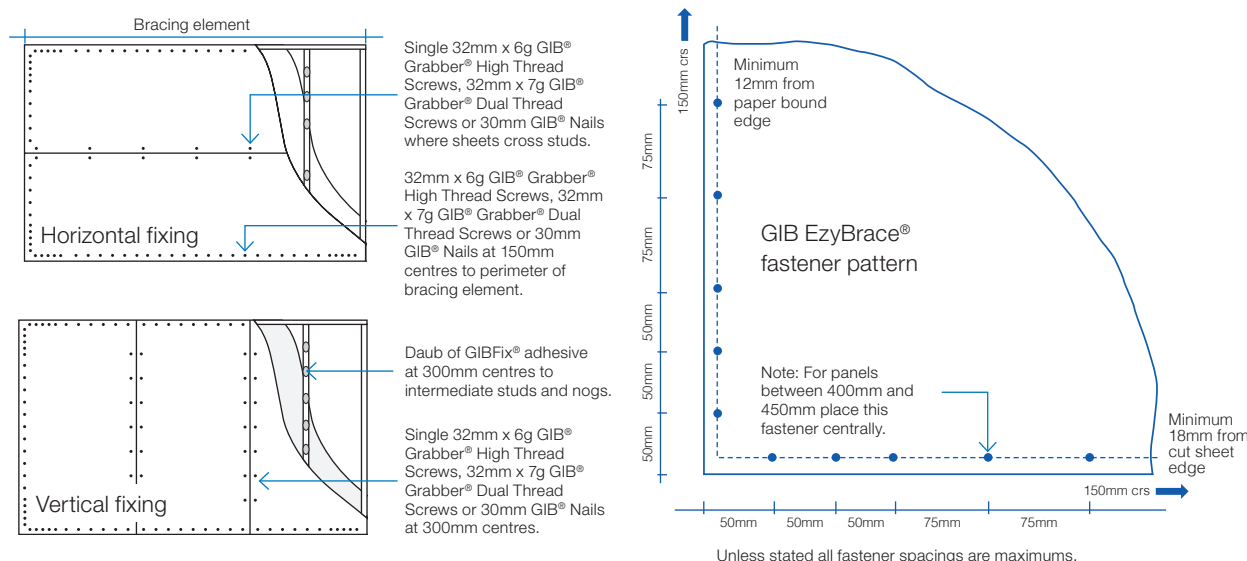 Bracing element
Single 32mm x 6g GIB®
Grabber® High Thread
Screws, 32mm x 7g GIB®
Grabber® Dual Thread
Screws or 30mm GIB® Nails
where sheets cross studs.
32mm x 6g GIB® Grabber®
High Thread Screws, 32mm
x 7g GIB® Grabber® Dual
Thread Screws or 30mm
GIB® Nails at 150mm
centres to perimeter of
bracing element.
Horizontal fixing
Daub of GIBFix® adhesive
at 300mm centres to
intermediate studs and nogs.
Single 32mm x 6g GIB®
Grabber® High Thread
Screws, 32mm x 7g GIB®
Grabber® Dual Thread
Screws or 30mm GIB® Nails
at 300mm centres.
Vertical fixing
150mm crs
Minimum
12mm from
paper bound
edge
75mm
75mm
50mm
50mm
50mm
GIB EzyBrace®
fastener pattern
Note: For panels
between 400mm and
450mm place this
fastener centrally.
Minimum
18mm from
cut sheet
edge
150mm crs
50mm
50mm
50mm
75mm
75mm
Unless stated all fastener spacings are maximums.